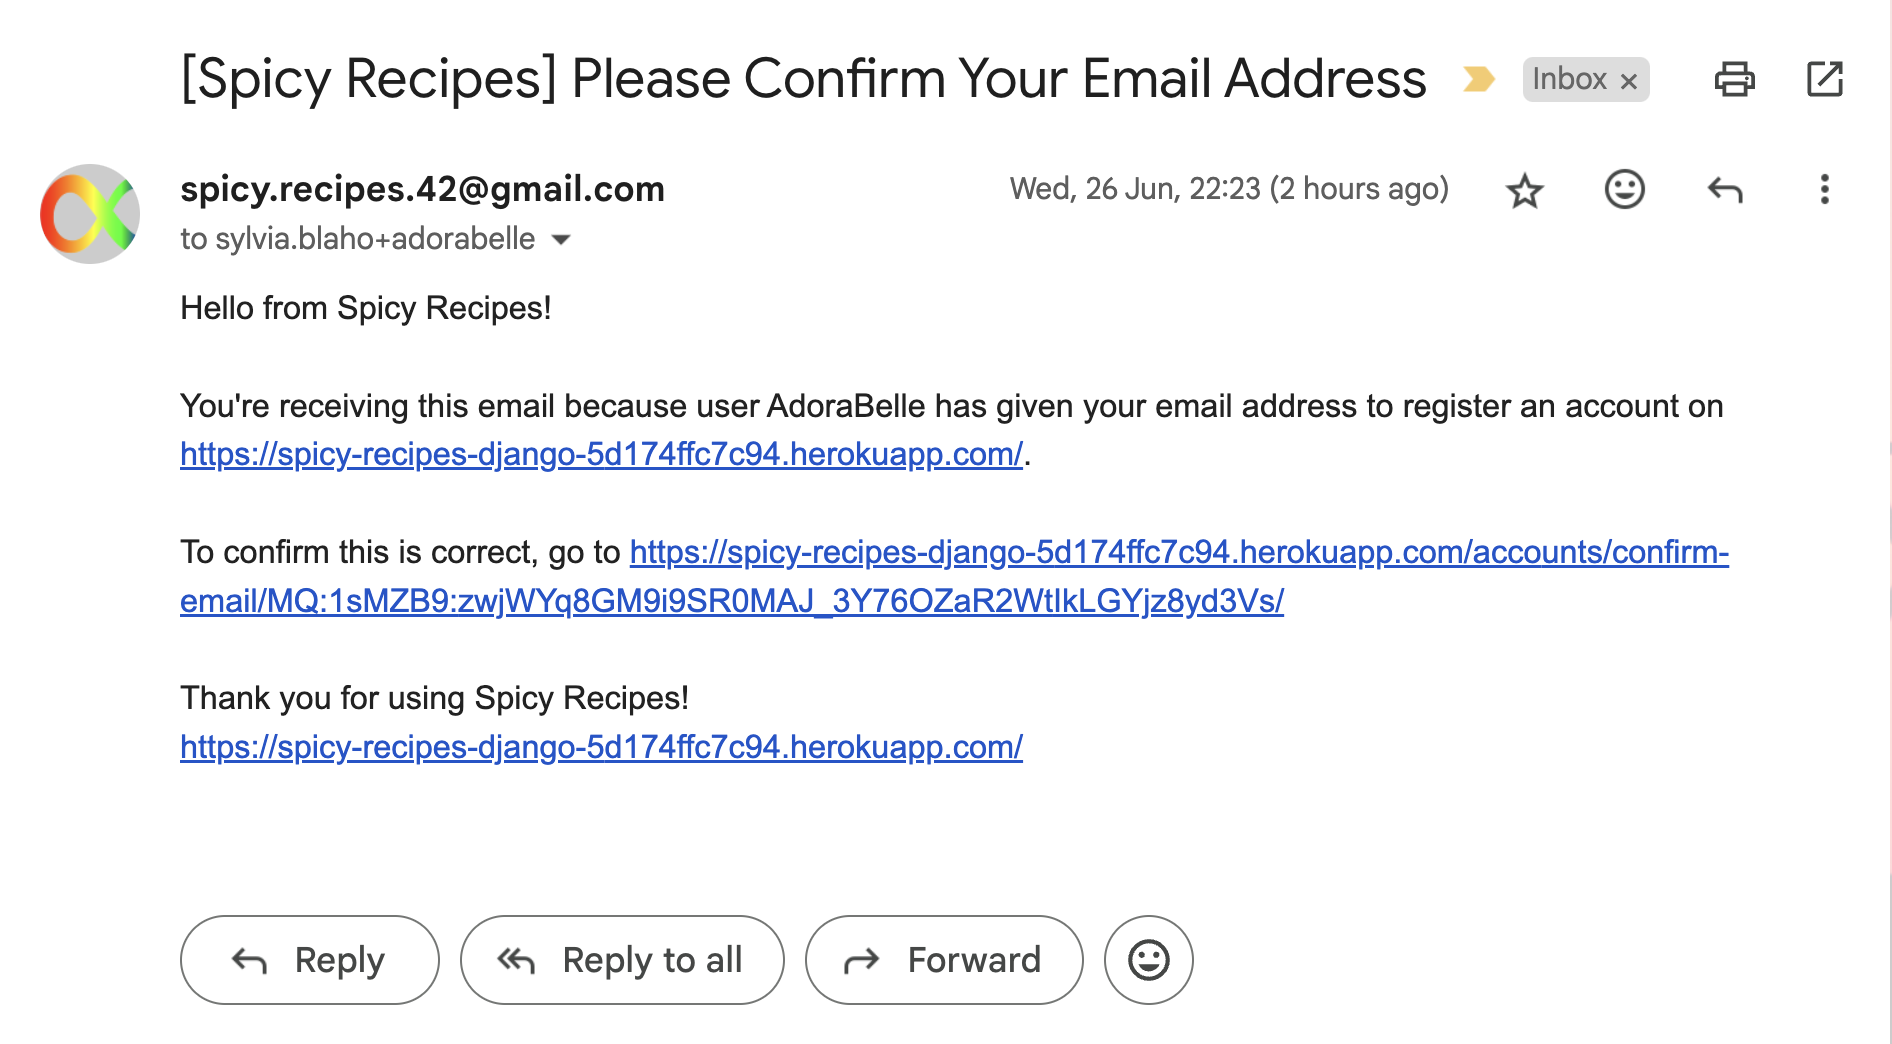 [Spicy Recipes] Please Confirm Your Email Address Inbox ×
spicy.recipes.42@gmail.com Wed, 26 Jun, 22:23 (2 hours ago)
to sylvia.blaho+adorabelle
Hello from Spicy Recipes!
You're receiving this email because user AdoraBelle has given your email address to register an account on
https://spicy-recipes-django-5d174ffc7c94.herokuapp.com/.
To confirm this is correct, go to https://spicy-recipes-django-5d174ffc7c94.herokuapp.com/accounts/confirm-
email/MQ:1sMZB9:zwjWYq8GM9i9SR0MAJ_3Y76OZaR2WtIkLGYjz8yd3Vs/
Thank you for using Spicy Recipes!
https://spicy-recipes-django-5d174ffc7c94.herokuapp.com/
Reply Reply to all Forward